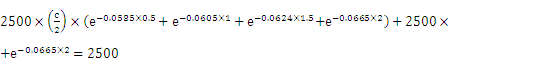 2500 × (c/2) × (e^−0.0585×0.5 + e^−0.0605×1 + e^−0.0624×1.5 +e^−0.0665×2) + 2500 ×
+e^−0.0665×2 = 2500